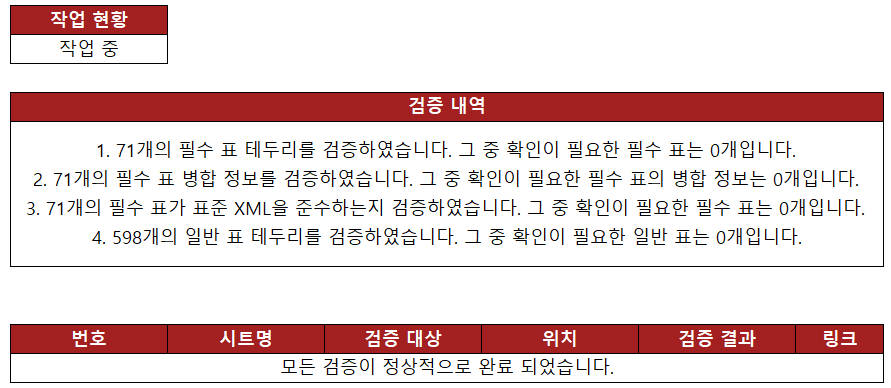 작업 현황
작업 중
검증 내역
1. 71개의 필수 표 테두리를 검증하였습니다. 그 중 확인이 필요한 필수 표는 0개입니다.
2. 71개의 필수 표 병합 정보를 검증하였습니다. 그 중 확인이 필요한 필수 표의 병합 정보는 0개입니다.
3. 71개의 필수 표가 표준 XML을 준수하는지 검증하였습니다. 그 중 확인이 필요한 필수 표는 0개입니다.
4. 598개의 일반 표 테두리를 검증하였습니다. 그 중 확인이 필요한 일반 표는 0개입니다.
번호 시트명 검증 대상 위치 검증 결과 링크
모든 검증이 정상적으로 완료 되었습니다.